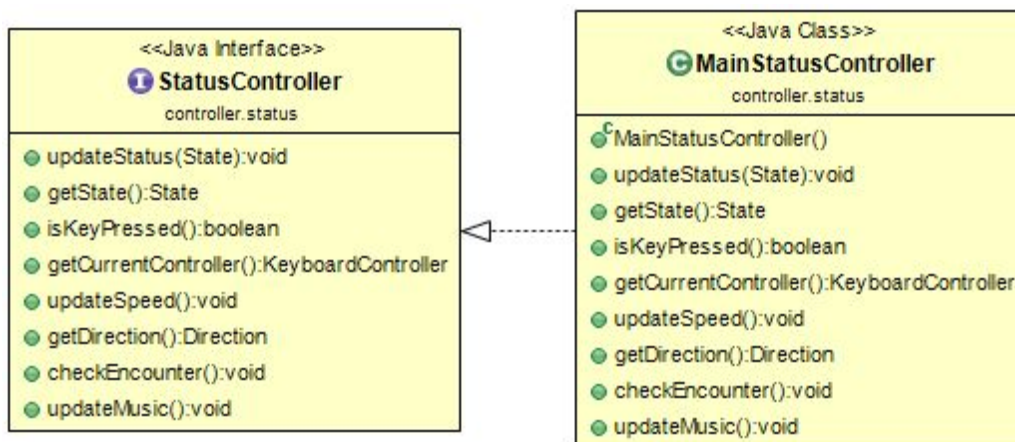 <<Java Interface>>
I StatusController
controller.status
updateStatus(State):void
getState():State
isKeyPressed():boolean
getCurrentController():KeyboardController
updateSpeed():void
getDirection():Direction
checkEncounter():void
updateMusic():void
<<Java Class>>
C MainStatusController
controller.status
c MainStatusController()
updateStatus(State):void
getState():State
isKeyPressed():boolean
getCurrentController():KeyboardController
updateSpeed():void
getDirection():Direction
checkEncounter():void
updateMusic():void